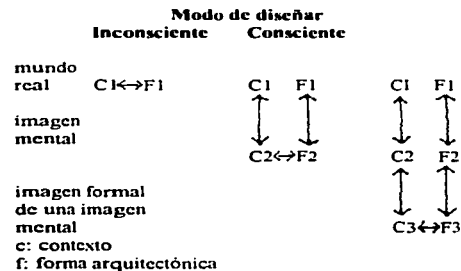 Modo de diseñar
Inconsciente Consciente
mundo
real C1↔F1 C1 F1 C1 F1
imagen
mental
C2↔F2 C2 F2
imagen formal
de una imagen
mental C3↔F3
c: contexto
f: forma arquitectónica